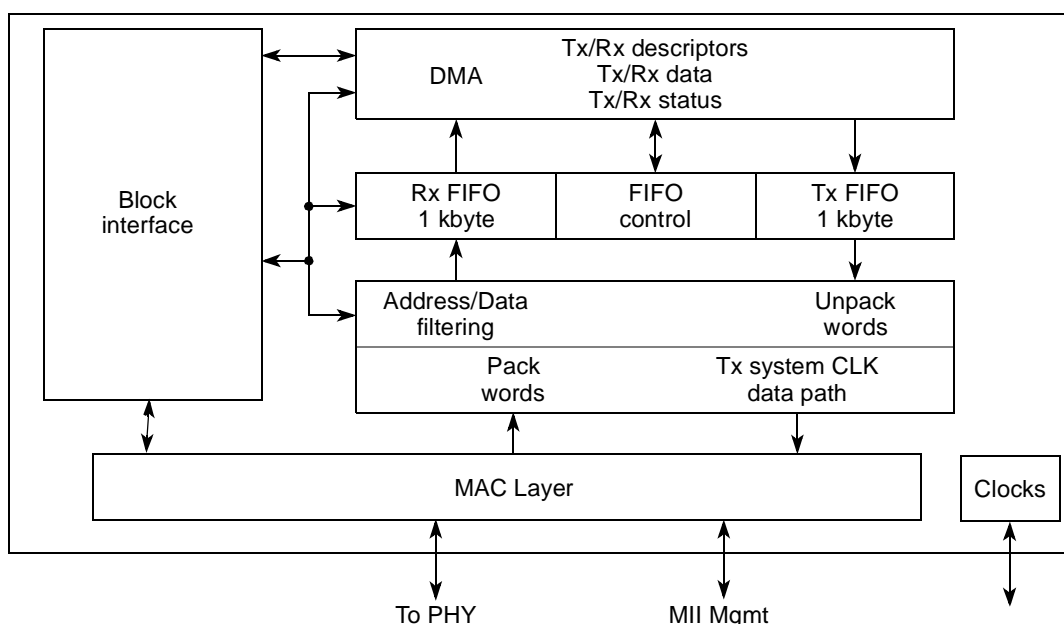 Tx/Rx descriptors
DMA
Tx/Rx data
Tx/Rx status
Block
interface
Rx FIFO
1 kbyte
FIFO
control
Tx FIFO
1 kbyte
Address/Data
filtering
Unpack
words
Pack
words
Tx system CLK
data path
MAC Layer
Clocks
To PHY
MII Mgmt